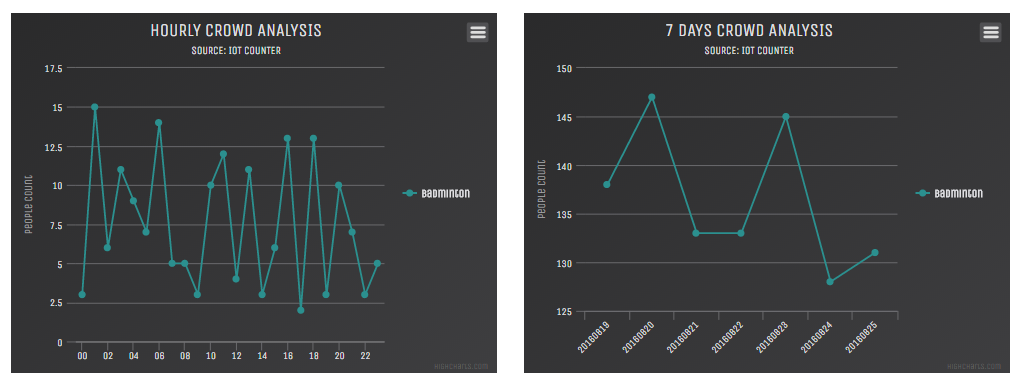 HOURLY CROWD ANALYSIS
SOURCE: IOT COUNTER
17.5
15
12.5
10
7.5
5
2.5
0
PEOPLE COUNT
00 02 04 06 08 10 12 14 16 18 20 22
Badminton
Highcharts.com
7 DAYS CROWD ANALYSIS
SOURCE: IOT COUNTER
150
145
140
135
130
125
PEOPLE COUNT
20160819 20160820 20160821 20160822 20160823 20160824 20160825
Badminton
Highcharts.com